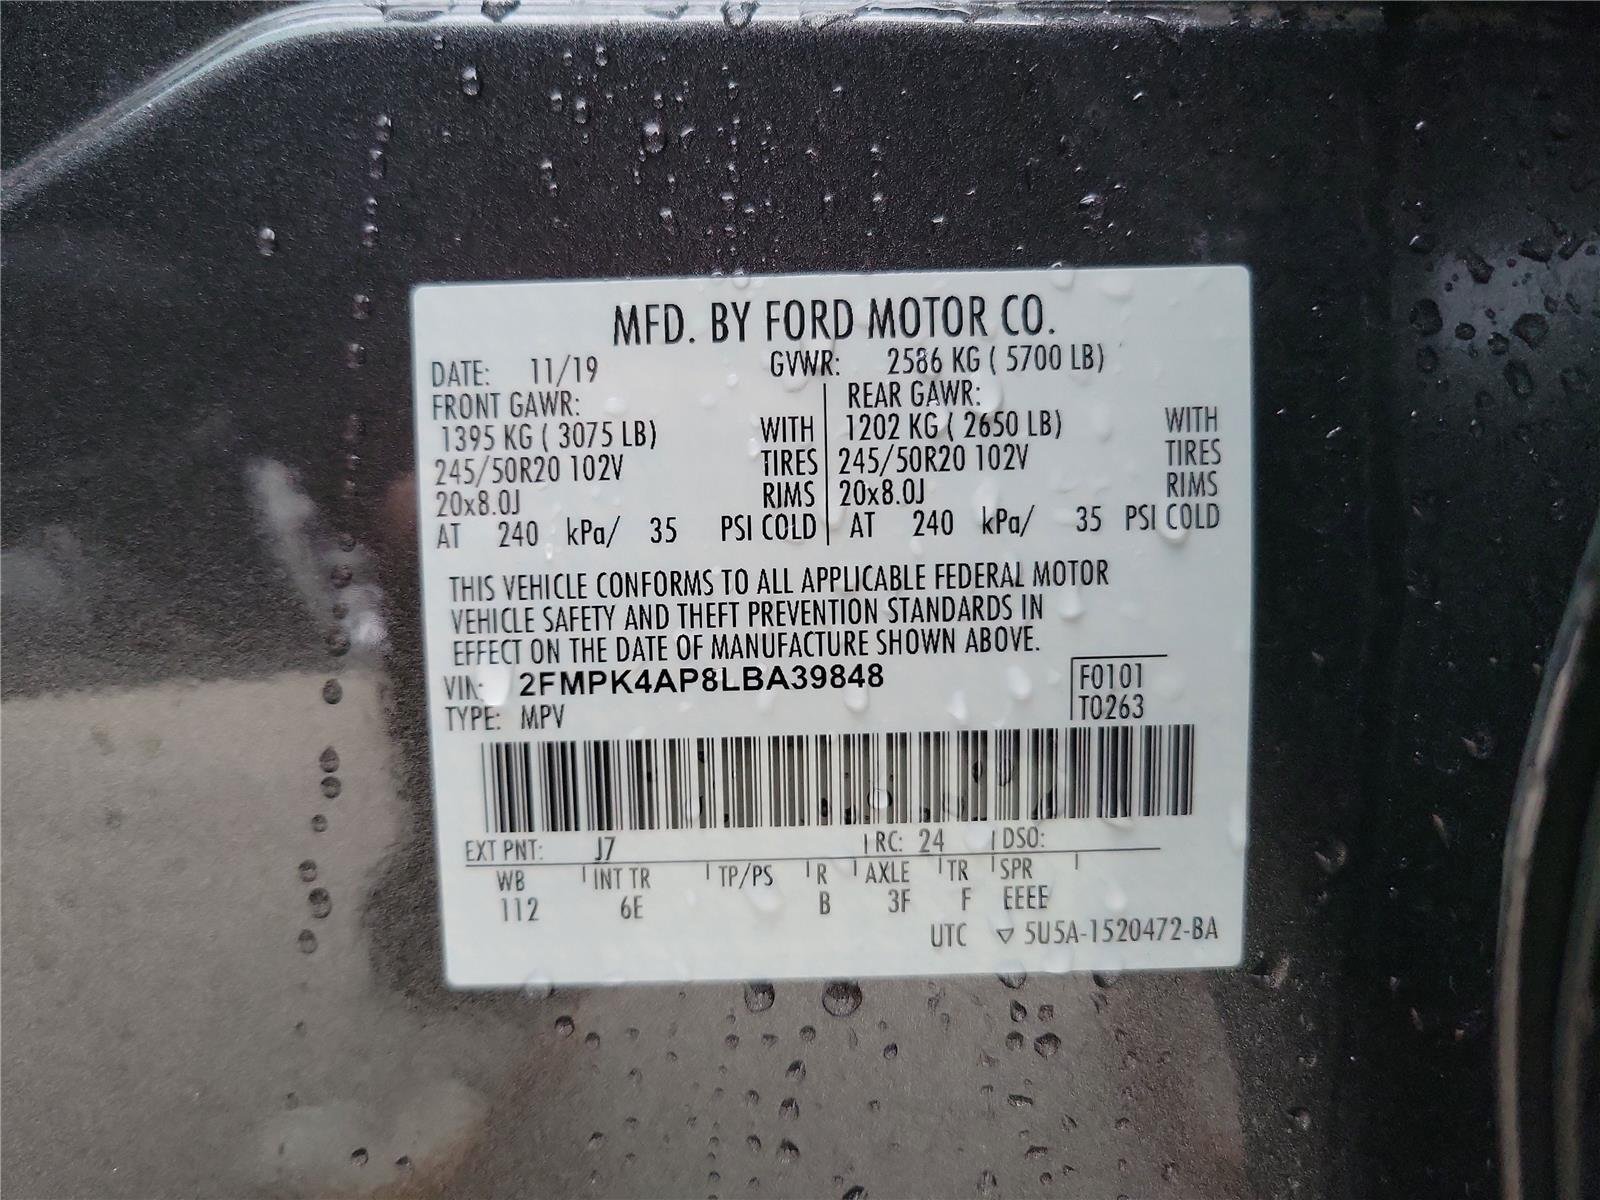 MFD. BY FORD MOTOR CO.
DATE: 11/19 GVWR: 2586 KG ( 5700 LB)
FRONT GAWR: REAR GAWR:
1395 KG ( 3075 LB) WITH 1202 KG ( 2650 LB) WITH
245/50R20 102V TIRES 245/50R20 102V TIRES
20x8.0J RIMS 20x8.0J RIMS
AT 240 kPa/ 35 PSI COLD AT 240 kPa/ 35 PSI COLD
THIS VEHICLE CONFORMS TO ALL APPLICABLE FEDERAL MOTOR
VEHICLE SAFETY AND THEFT PREVENTION STANDARDS IN
EFFECT ON THE DATE OF MANUFACTURE SHOWN ABOVE.
VIN: 2FMPK4AP8LBA39848 F0101
TYPE: MPV T0263
EXT PNT: J7 RC: 24 DSO:
WB INT TR TP/PS R AXLE TR SPR
112 6E B 3F F EEEE
UTC ▽ 5U5A-1520472-BA